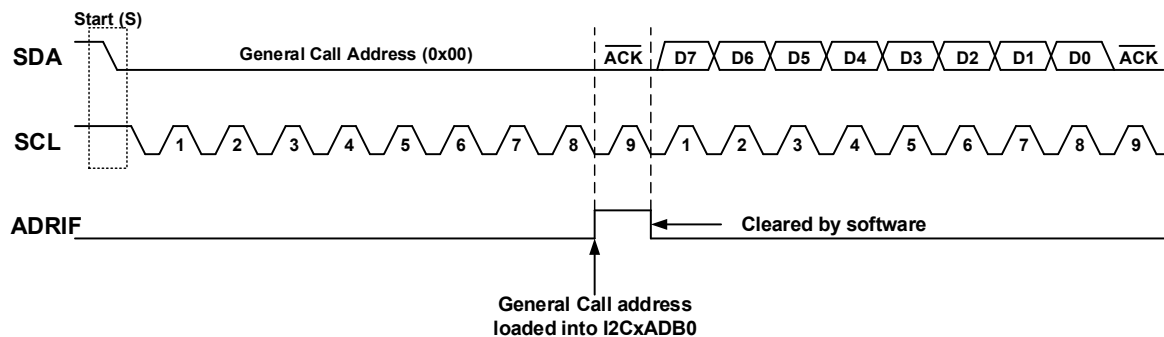 Start (S)
SDA General Call Address (0x00) ACK D7 D6 D5 D4 D3 D2 D1 D0 ACK
SCL 1 2 3 4 5 6 7 8 9 1 2 3 4 5 6 7 8 9
ADRIF Cleared by software
General Call address
loaded into I2CxADB0